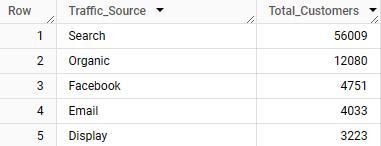 Row Traffic_Source Total_Customers
1 Search 56009
2 Organic 12080
3 Facebook 4751
4 Email 4033
5 Display 3223